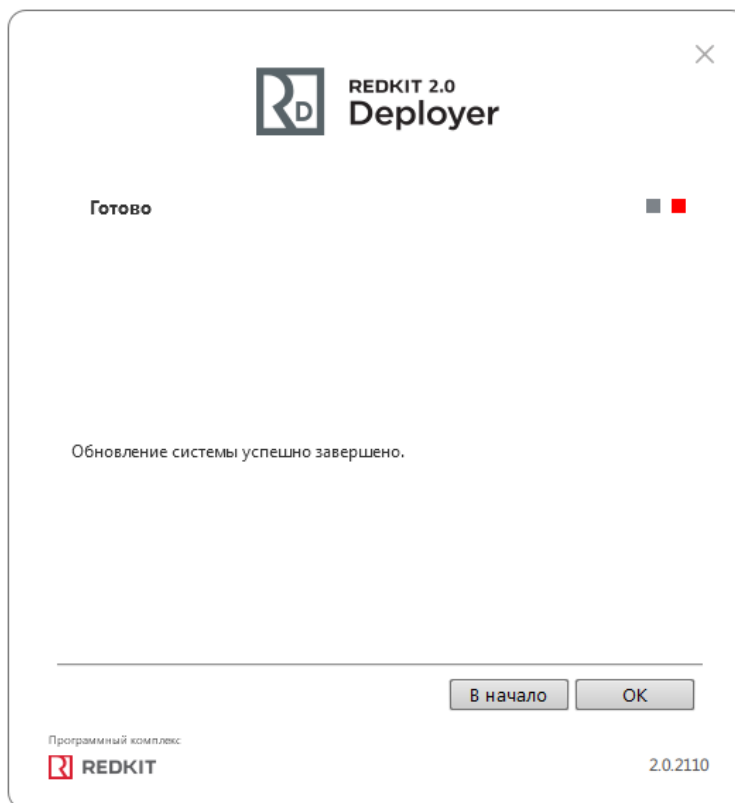 REDKIT 2.0
Deployer
Готово
Обновление системы успешно завершено.
В начало OK
Программный комплекс
REDKIT
2.0.2110